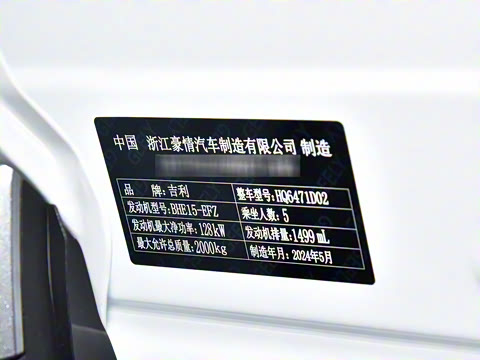 中国 浙江豪情汽车制造有限公司 制造
品 牌:吉利 整车型号:HQ6471D02
发动机型号:BHE15-EFZ 乘坐人数:5
发动机最大净功率:128kW 发动机排量:1499mL
最大允许总质量:2000kg 制造年月:2024年5月